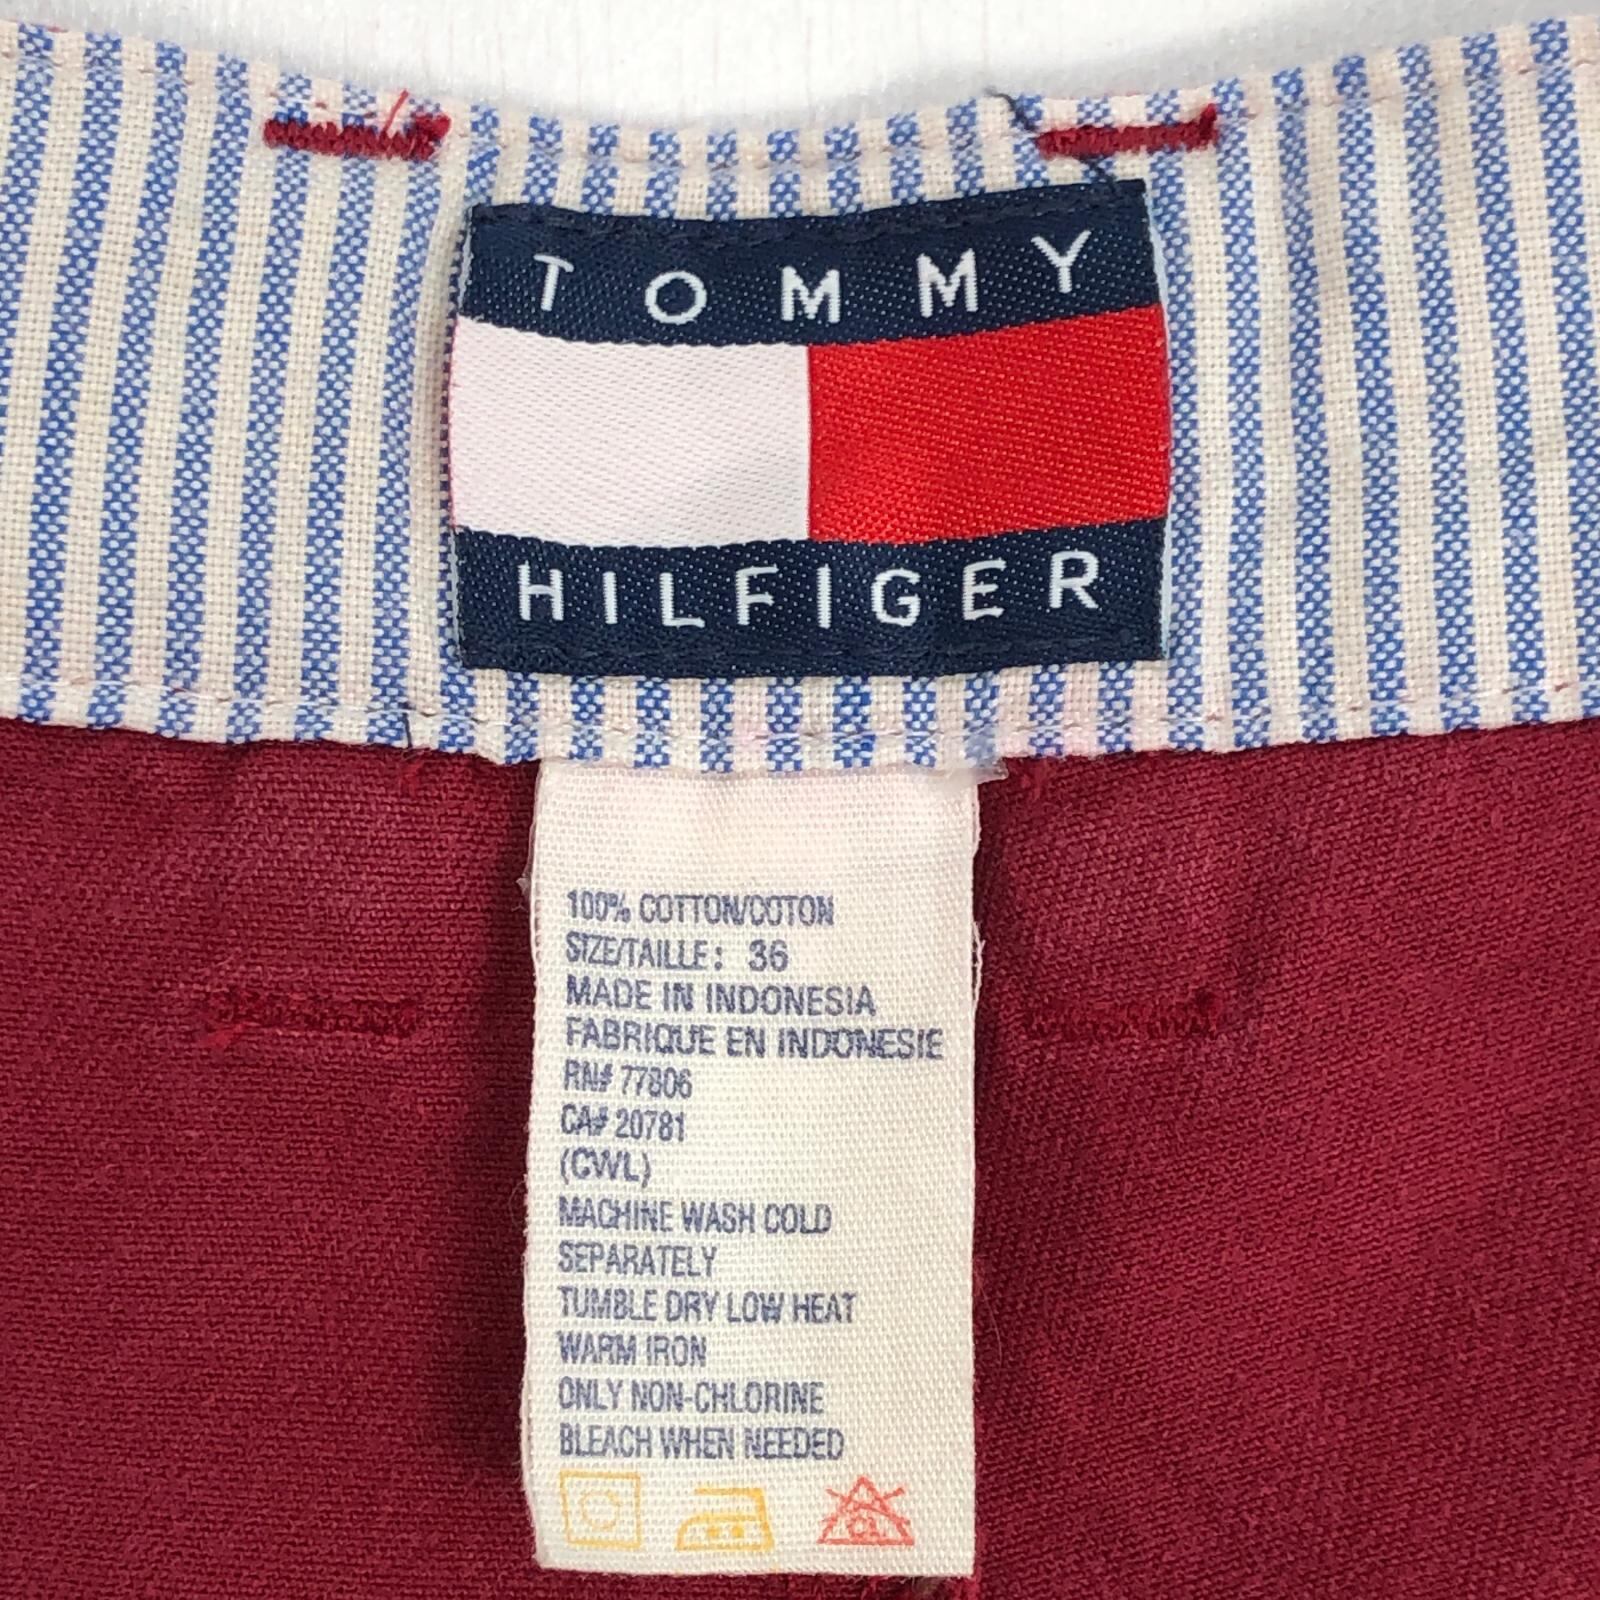 TOMMY
HILFIGER
100% COTTON/COTON
SIZE/TAILLE: 36
MADE IN INDONESIA
FABRIQUE EN INDONESIE
RN# 77806
CA# 20781
(CWL)
MACHINE WASH COLD
SEPARATELY
TUMBLE DRY LOW HEAT
WARM IRON
ONLY NON-CHLORINE
BLEACH WHEN NEEDED
CL